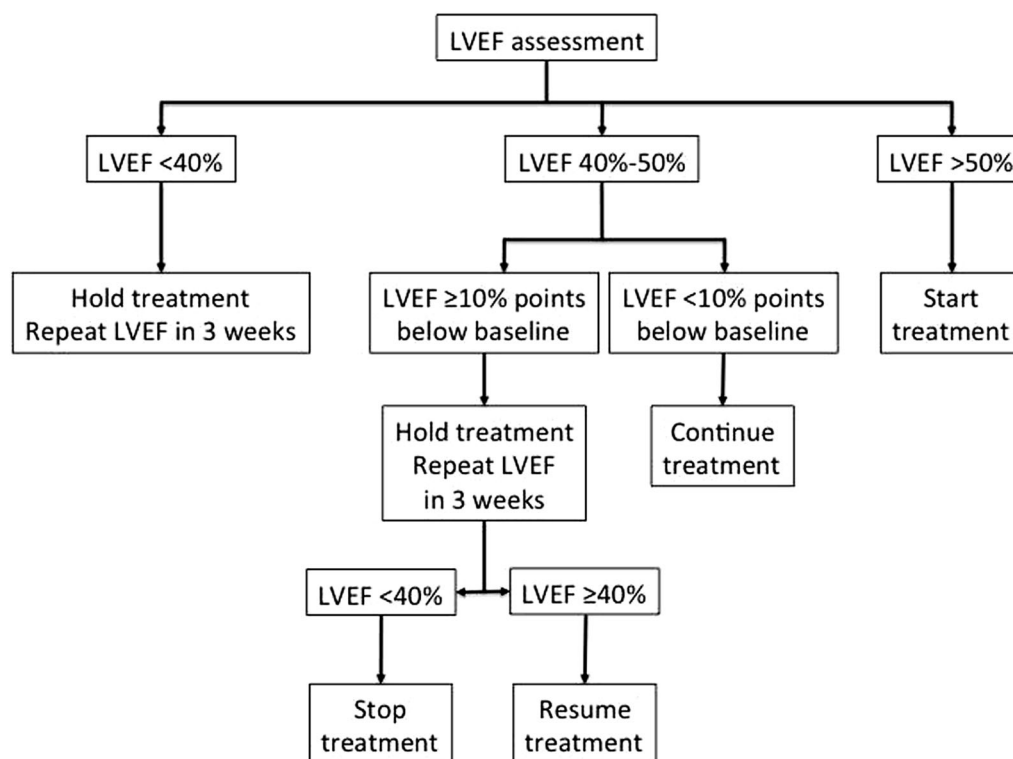 LVEF assessment
LVEF <40%
LVEF 40%-50%
LVEF >50%
Hold treatment
Repeat LVEF in 3 weeks
LVEF ≥10% points
below baseline
LVEF <10% points
below baseline
Start
treatment
Hold treatment
Repeat LVEF
in 3 weeks
Continue
treatment
LVEF <40%
LVEF ≥40%
Stop
treatment
Resume
treatment